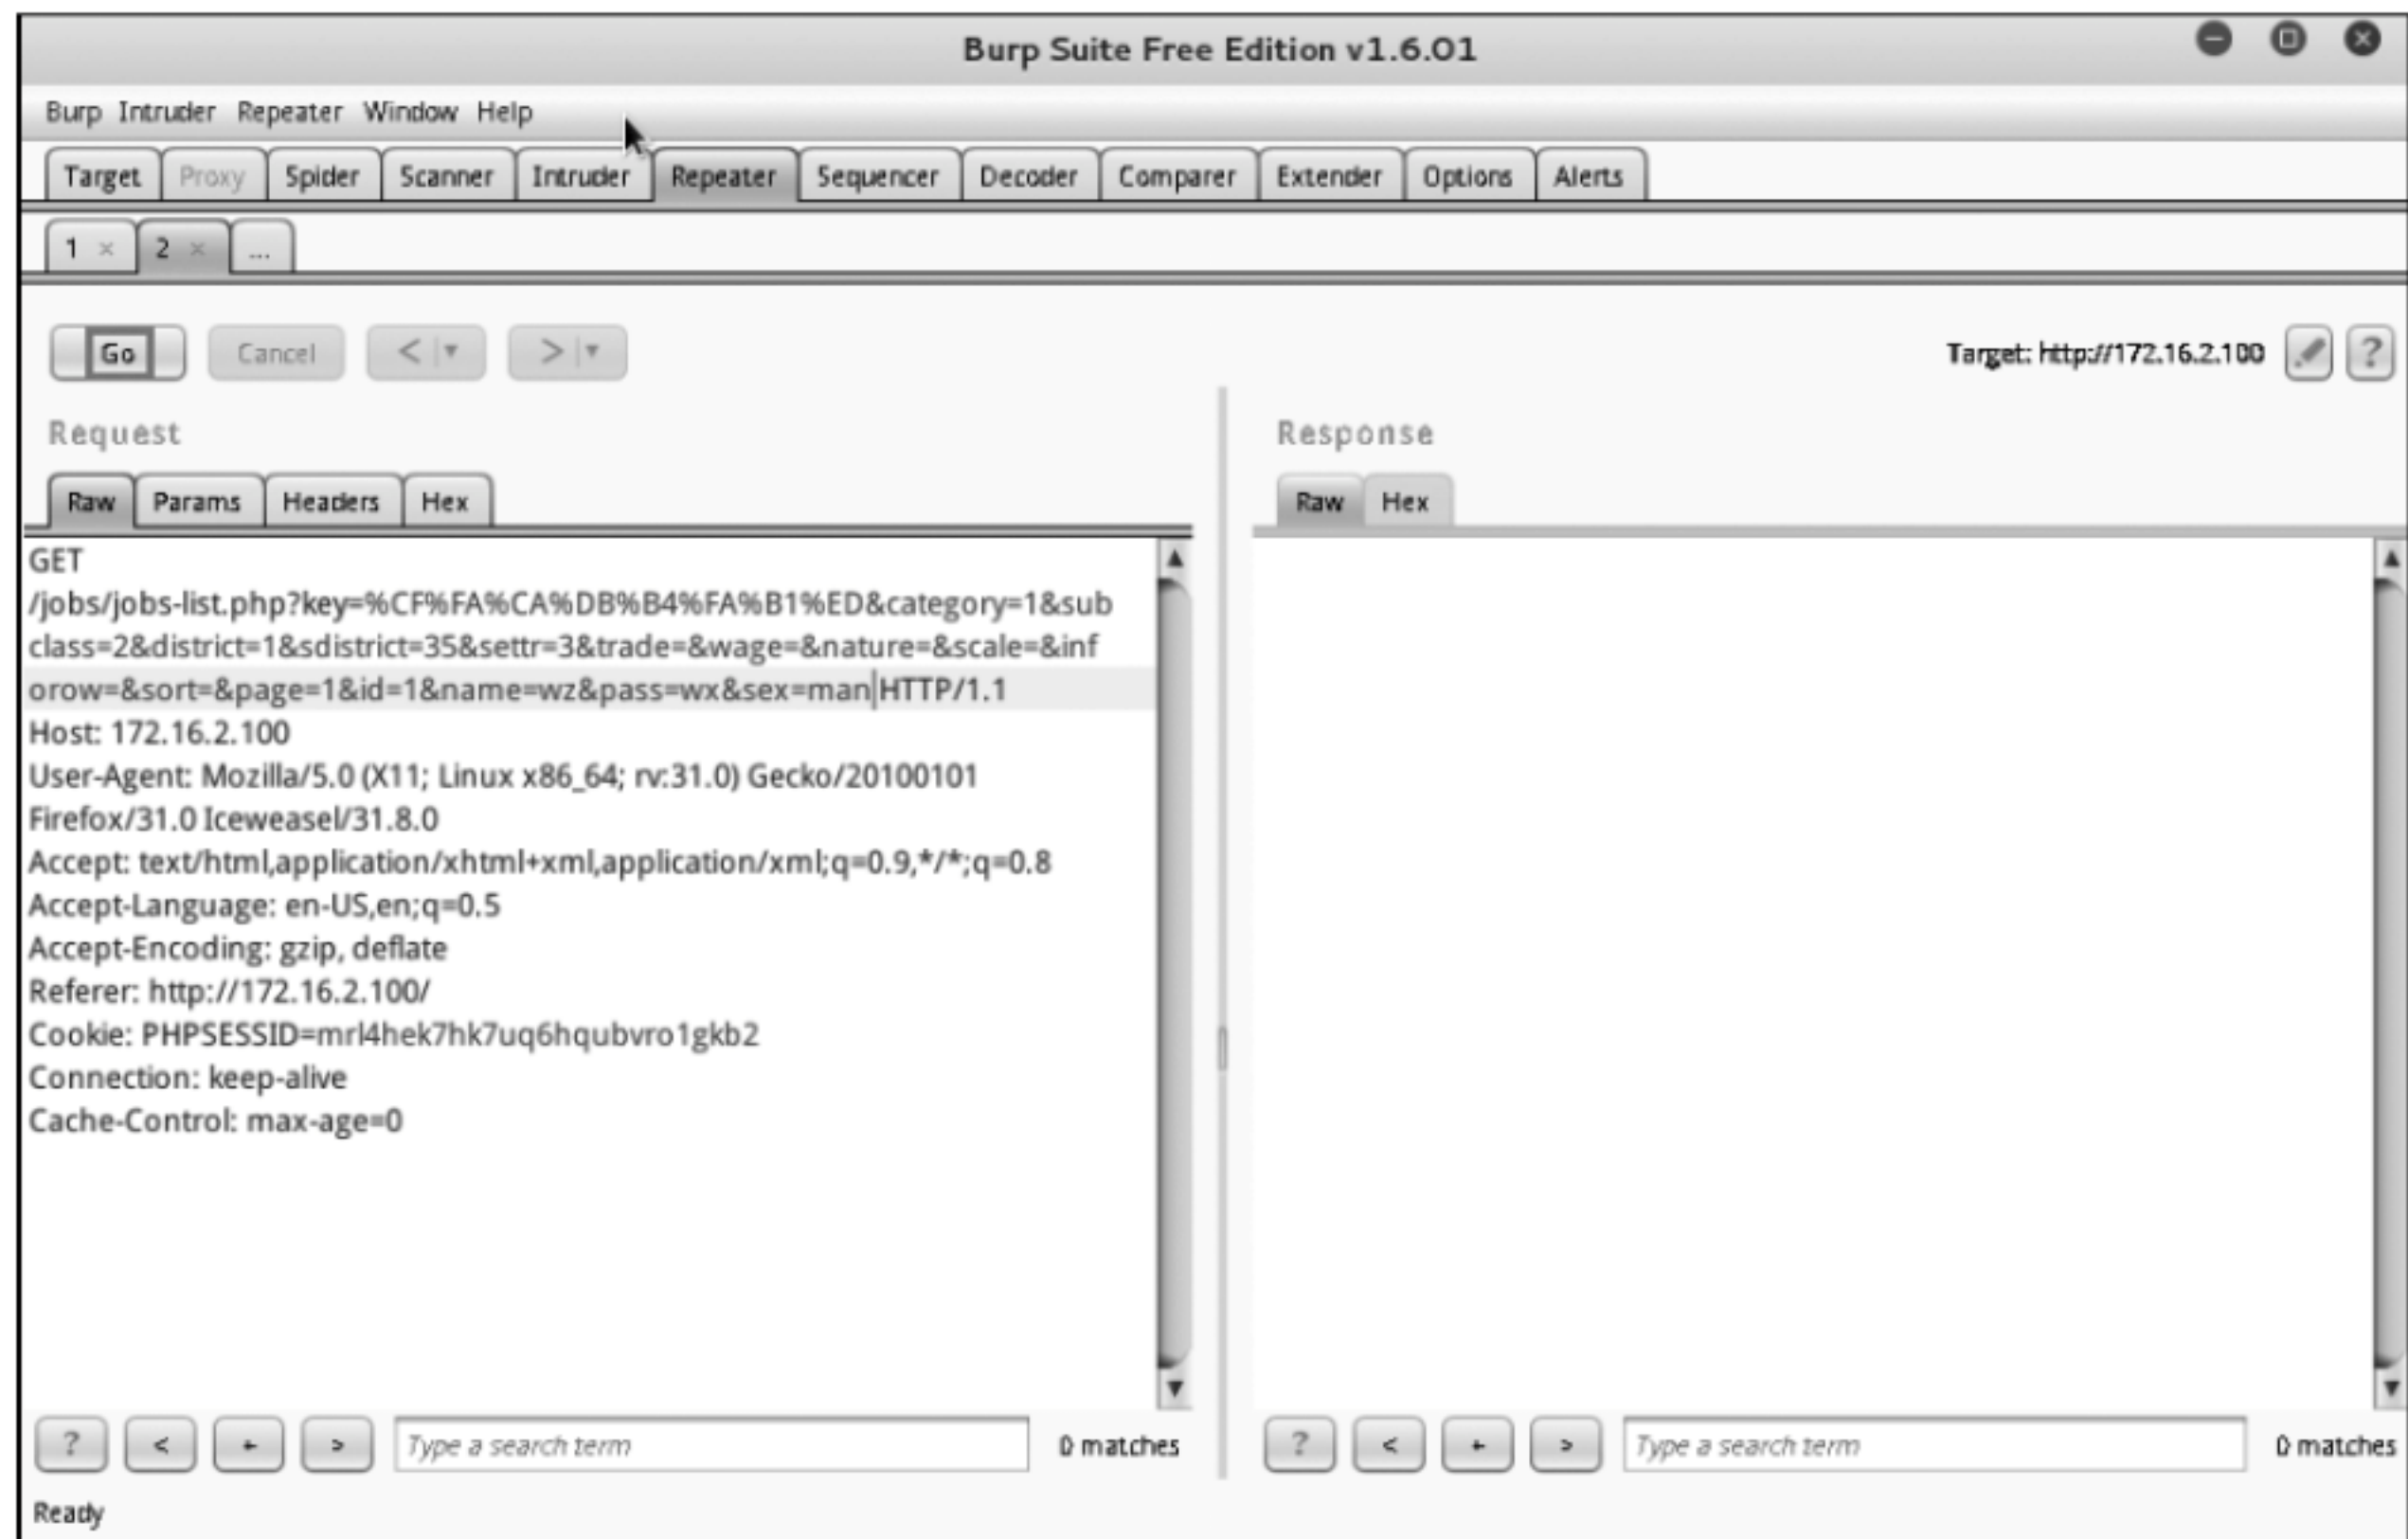 Burp Suite Free Edition v1.6.01
Burp Intruder Repeater Window Help
Target Proxy Spider Scanner Intruder Repeater Sequencer Decoder Comparer Extender Options Alerts
1 × 2 × ...
Go Cancel < > Target: http://172.16.2.100 ?
Request
Response
Raw Params Headers Hex
Raw Hex
GET
/jobs/jobs-list.php?key=%CF%FA%CA%DB%B4%FA%B1%ED&category=1&sub
class=2&district=1&sdistrict=35&settr=3&trade=&wage=&nature=&scale=&inf
orow=&sort=&page=1&id=1&name=wz&pass=wx&sex=man HTTP/1.1
Host: 172.16.2.100
User-Agent: Mozilla/5.0 (X11; Linux x86_64; rv:31.0) Gecko/20100101
Firefox/31.0 Iceweasel/31.8.0
Accept: text/html,application/xhtml+xml,application/xml;q=0.9,*/*;q=0.8
Accept-Language: en-US,en;q=0.5
Accept-Encoding: gzip, deflate
Referer: http://172.16.2.100/
Cookie: PHPSESSID=mrl4hek7hk7uq6hqubvro1gkb2
Connection: keep-alive
Cache-Control: max-age=0
? < + > Type a search term 0 matches
? < + > Type a search term 0 matches
Ready